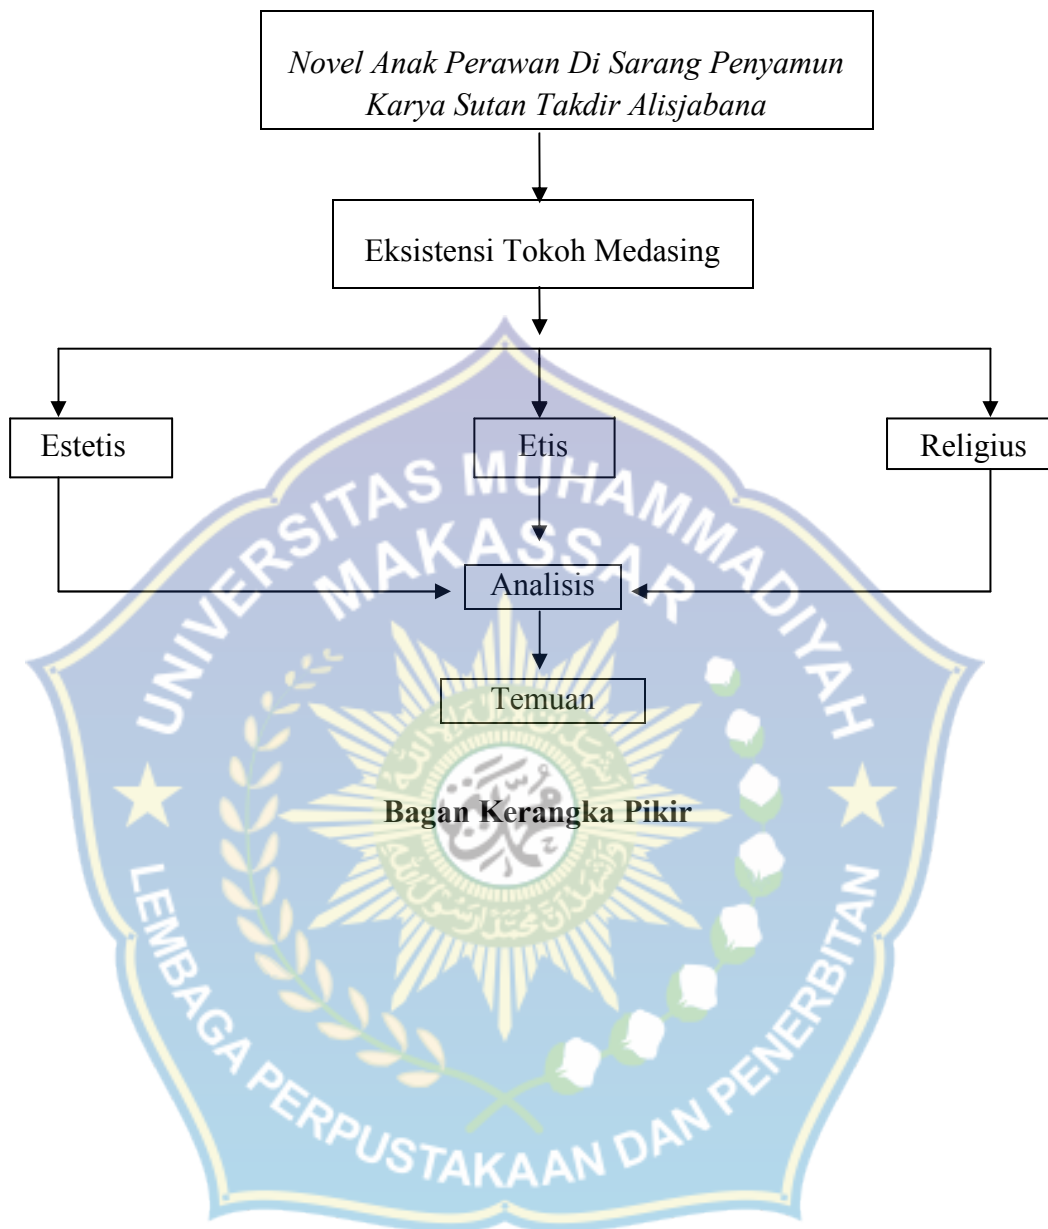 Novel Anak Perawan Di Sarang Penyamun
Karya Sutan Takdir Alisjabana
Eksistensi Tokoh Medasing
Estetis
Etis
Religius
Analisis
Temuan
Bagan Kerangka Pikir
UNIVERSITAS MUHAMMADIYAH
MAKASSAR
LEMBAGA PERPUSTAKAAN DAN PENERBITAN